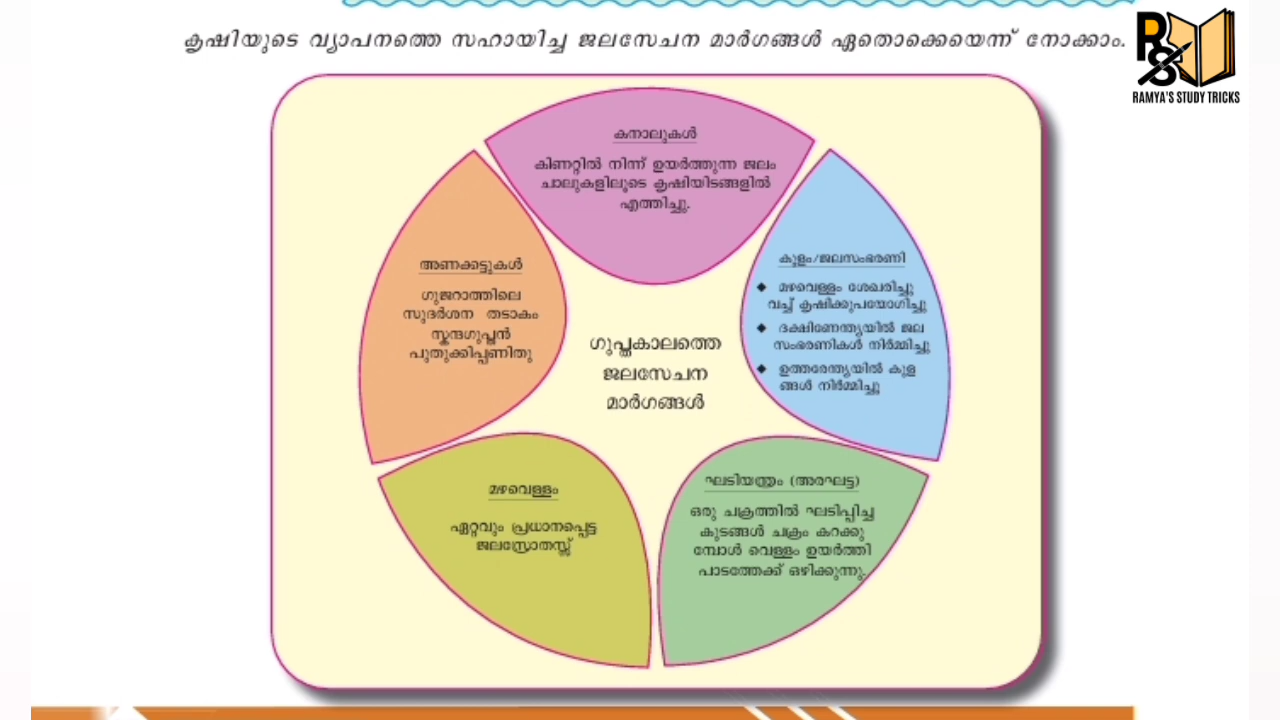 കൃഷിയുടെ വ്യാപനത്തെ സഹായിച്ച ജലസേചന മാർഗങ്ങൾ ഏതൊക്കെയെന്ന് നോക്കാം.
RS
RAMYA'S STUDY TRICKS
കനാലുകൾ
കിണറ്റിൽ നിന്ന് ഉയർത്തുന്ന ജലം
ചാലുകളിലൂടെ കൃഷിയിടങ്ങളിൽ
എത്തിച്ചു.
കുളം/ജലസംഭരണി
◆ മഴവെള്ളം ശേഖരിച്ചു
വച്ച് കൃഷിക്കുപയോഗിച്ചു
◆ ദക്ഷിണേന്ത്യയിൽ ജല
സംഭരണികൾ നിർമ്മിച്ചു
◆ ഉത്തരേന്ത്യയിൽ കുള
ങ്ങൾ നിർമ്മിച്ചു
ഘടിയന്ത്രം (അരഘട്ട)
ഒരു ചക്രത്തിൽ ഘടിപ്പിച്ച
കുടങ്ങൾ ചക്രം കറക്കു
മ്പോൾ വെള്ളം ഉയർത്തി
പാടത്തേക്ക് ഒഴിക്കുന്നു.
മഴവെള്ളം
ഏറ്റവും പ്രധാനപ്പെട്ട
ജലസ്രോതസ്സ്
അണക്കട്ടുകൾ
ഗുജറാത്തിലെ
സുദർശന തടാകം
സ്കന്ദഗുപ്തൻ
പുതുക്കിപ്പണിതു
ഗുപ്തകാലത്തെ
ജലസേചന
മാർഗങ്ങൾ